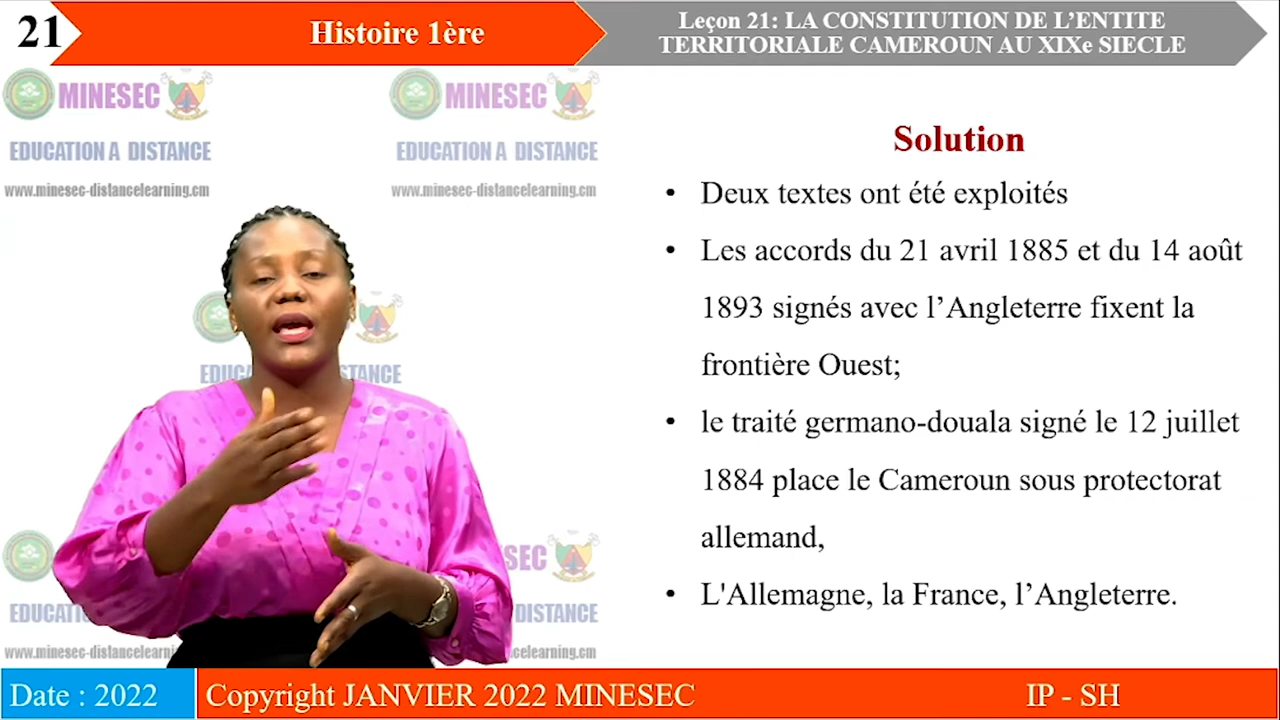 21
Histoire 1ère
Leçon 21: LA CONSTITUTION DE L’ENTITE
TERRITORIALE CAMEROUN AU XIXe SIECLE
MINESEC
EDUCATION A DISTANCE
www.minesec-distancelearning.cm
MINESEC
EDUCATION A DISTANCE
www.minesec-distancelearning.cm
Solution
• Deux textes ont été exploités
• Les accords du 21 avril 1885 et du 14 août
1893 signés avec l’Angleterre fixent la
frontière Ouest;
• le traité germano-douala signé le 12 juillet
1884 place le Cameroun sous protectorat
allemand,
• L'Allemagne, la France, l’Angleterre.
Date : 2022
Copyright JANVIER 2022 MINESEC
IP - SH